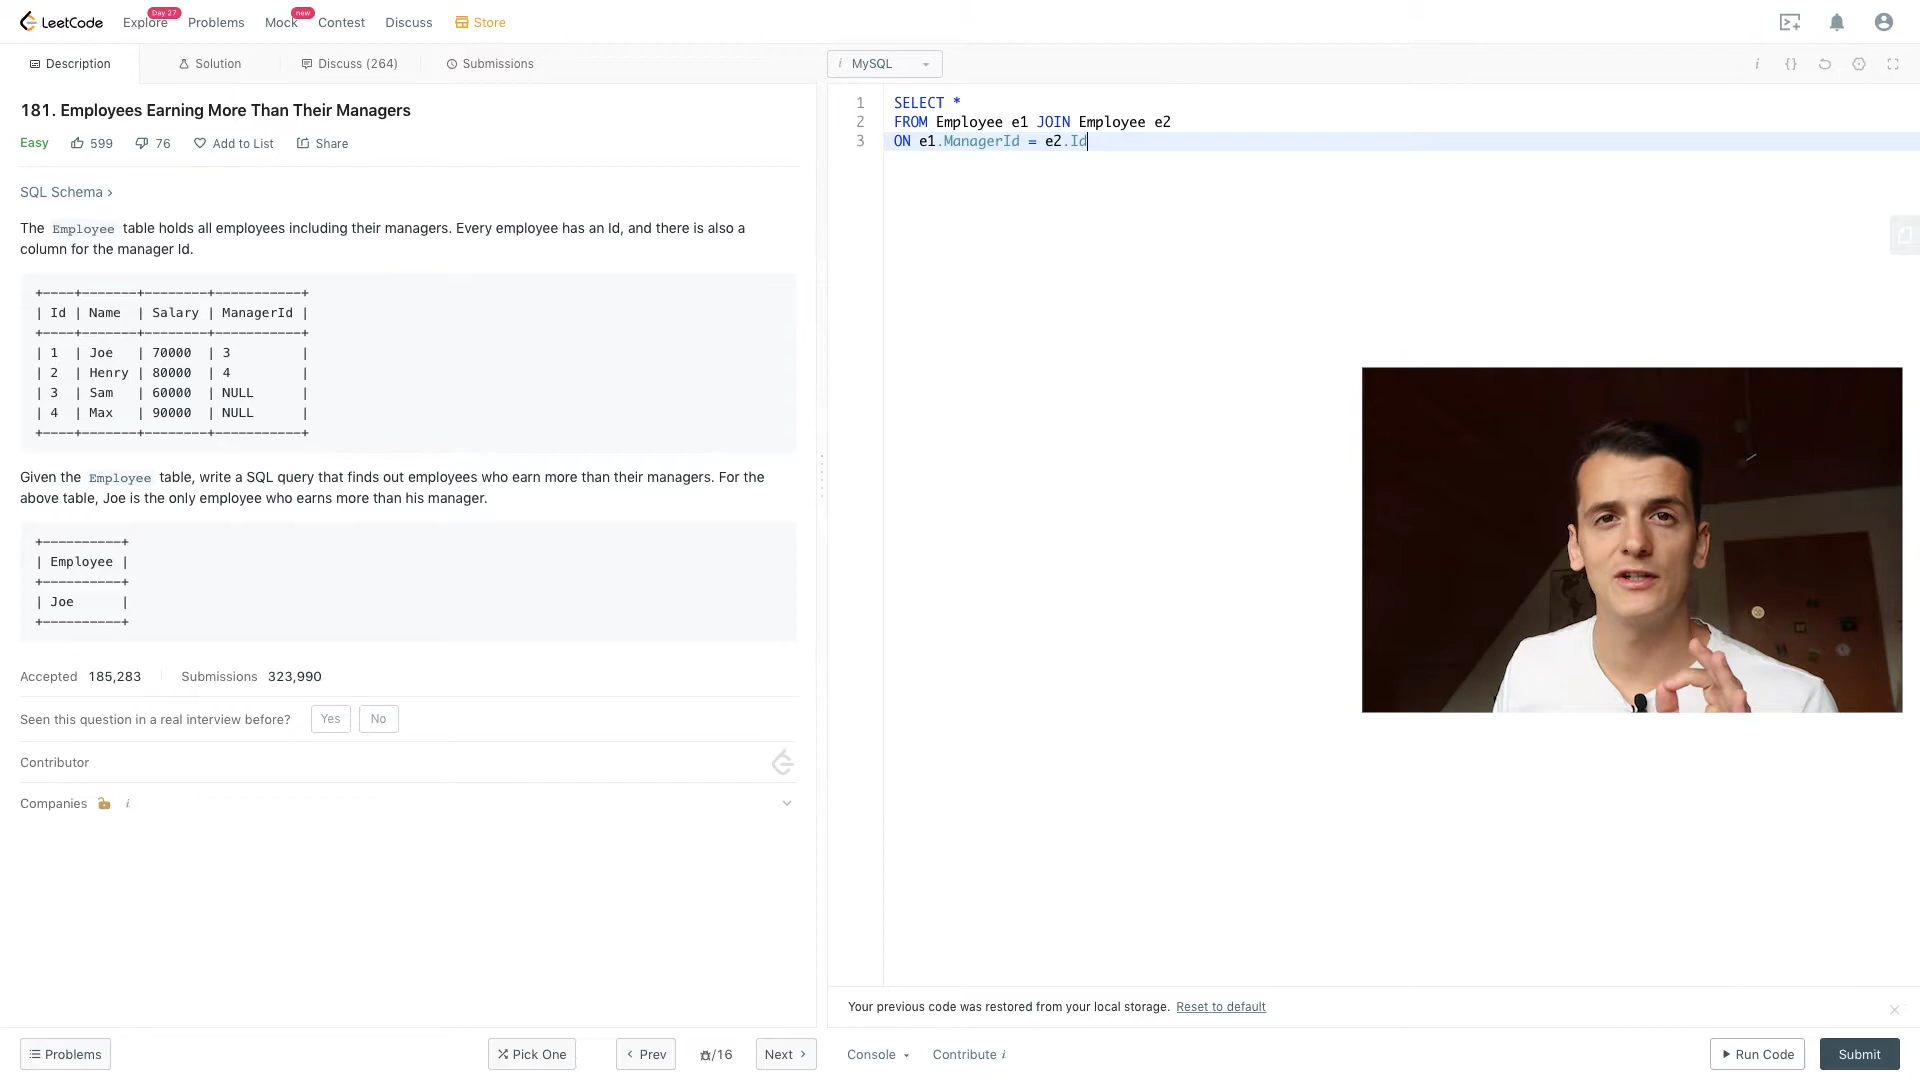 LeetCode Explore Day 27 Problems Mock new Contest Discuss Store
Description Solution Discuss (264) Submissions
181. Employees Earning More Than Their Managers
Easy 599 76 Add to List Share
SQL Schema ›
The Employee table holds all employees including their managers. Every employee has an Id, and there is also a
column for the manager Id.
+----+-------+--------+-----------+
| Id | Name  | Salary | ManagerId |
+----+-------+--------+-----------+
| 1  | Joe   | 70000  | 3         |
| 2  | Henry | 80000  | 4         |
| 3  | Sam   | 60000  | NULL      |
| 4  | Max   | 90000  | NULL      |
+----+-------+--------+-----------+
Given the Employee table, write a SQL query that finds out employees who earn more than their managers. For the
above table, Joe is the only employee who earns more than his manager.
+----------+
| Employee |
+----------+
| Joe      |
+----------+
Accepted 185,283 Submissions 323,990
Seen this question in a real interview before? Yes No
Contributor
Companies i
Problems Pick One ‹ Prev /16 Next ›
i MySQL
i {}
1 SELECT *
2 FROM Employee e1 JOIN Employee e2
3 ON e1.ManagerId = e2.Id
Your previous code was restored from your local storage. Reset to default
Console Contribute i Run Code Submit